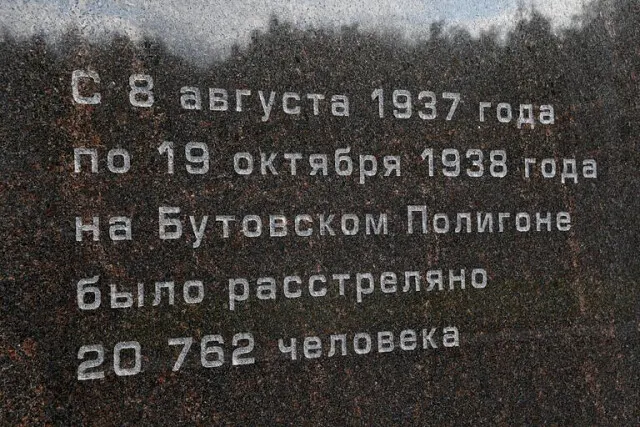 С 8 августа 1937 года
по 19 октября 1938 года
на Бутовском Полигоне
было расстреляно
20 762 человека